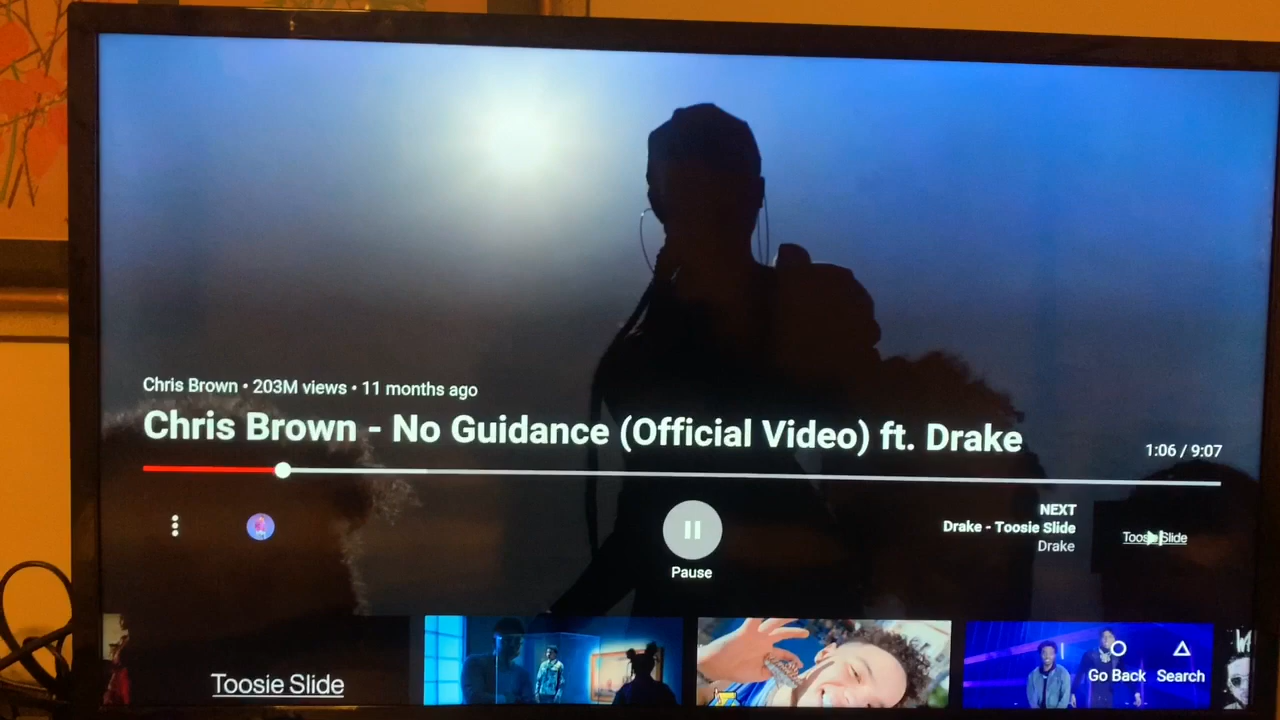 Chris Brown • 203M views • 11 months ago
Chris Brown - No Guidance (Official Video) ft. Drake
1:06 / 9:07
NEXT
Drake - Toosie Slide
Drake
Toosie Slide
Pause
Toosie Slide
Go Back
Search